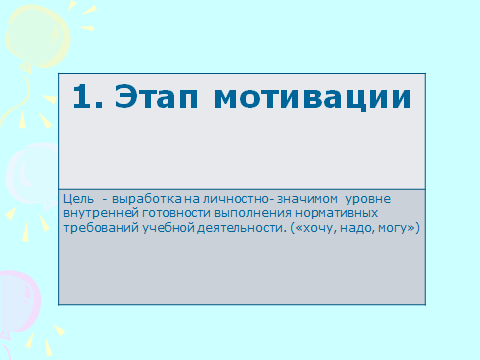 1. Этап мотивации
Цель - выработка на личностно- значимом уровне
внутренней готовности выполнения нормативных
требований учебной деятельности. («хочу, надо, могу»)